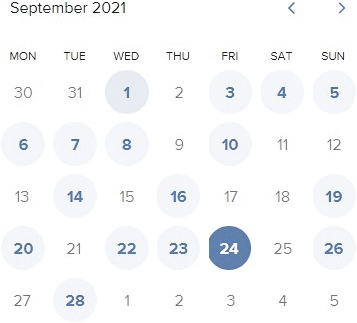 September 2021
MON TUE WED THU FRI SAT SUN
30 31 1 2 3 4 5
6 7 8 9 10 11 12
13 14 15 16 17 18 19
20 21 22 23 24 25 26
27 28 1 2 3 4 5